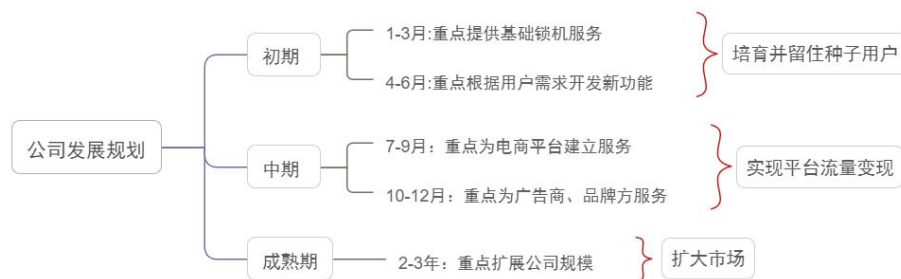 公司发展规划
初期
1-3月:重点提供基础锁机服务
4-6月:重点根据用户需求开发新功能
培育并留住种子用户
中期
7-9月：重点为电商平台建立服务
10-12月：重点为广告商、品牌方服务
实现平台流量变现
成熟期
2-3年：重点扩展公司规模
扩大市场